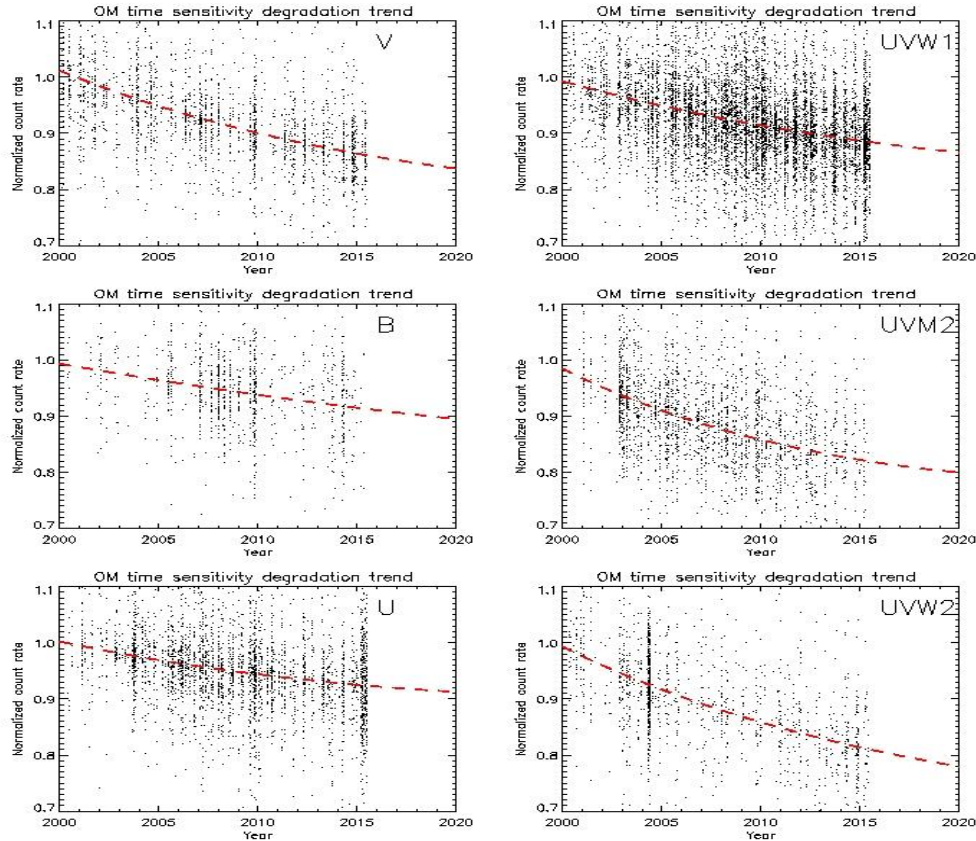 OM time sensitivity degradation trend
V
Normalized count rate
1.1
1.0
0.9
0.8
0.7
2000 2005 2010 2015 2020
Year
OM time sensitivity degradation trend
UVW1
Normalized count rate
1.1
1.0
0.9
0.8
0.7
2000 2005 2010 2015 2020
Year
OM time sensitivity degradation trend
B
Normalized count rate
1.1
1.0
0.9
0.8
0.7
2000 2005 2010 2015 2020
Year
OM time sensitivity degradation trend
UVM2
Normalized count rate
1.1
1.0
0.9
0.8
0.7
2000 2005 2010 2015 2020
Year
OM time sensitivity degradation trend
U
Normalized count rate
1.1
1.0
0.9
0.8
0.7
2000 2005 2010 2015 2020
Year
OM time sensitivity degradation trend
UVW2
Normalized count rate
1.1
1.0
0.9
0.8
0.7
2000 2005 2010 2015 2020
Year